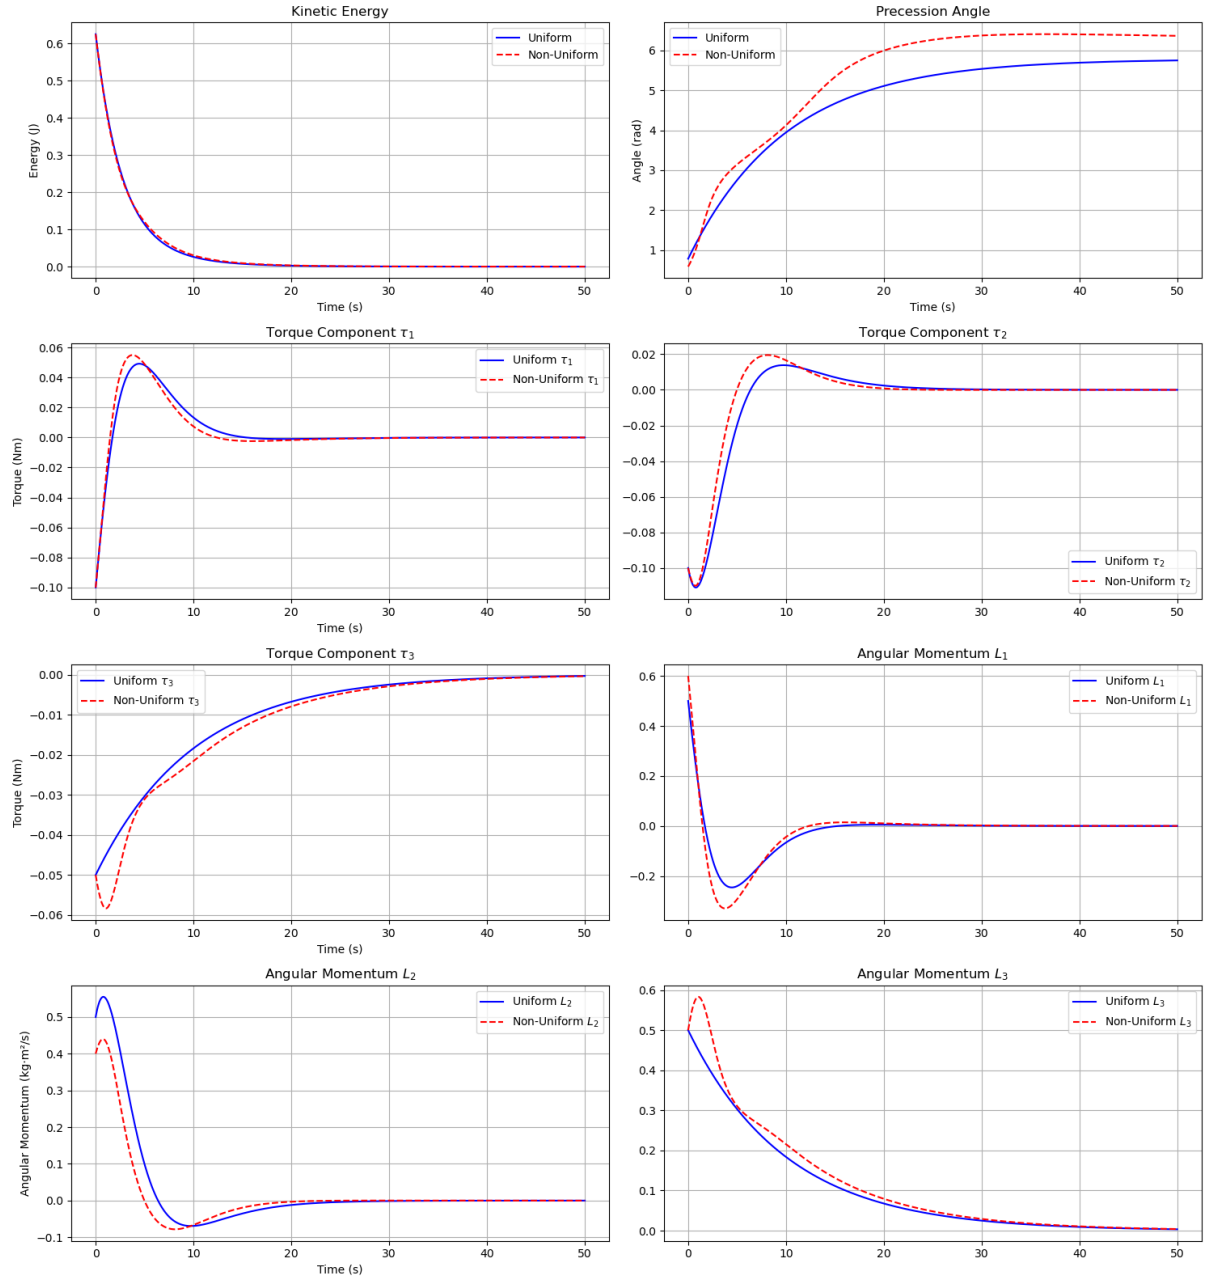 Kinetic Energy
Energy (J)
0.6
0.5
0.4
0.3
0.2
0.1
0.0
Uniform
Non-Uniform
0 10 20 30 40 50
Time (s)
Precession Angle
Angle (rad)
6
5
4
3
2
1
Uniform
Non-Uniform
0 10 20 30 40 50
Time (s)
Torque Component τ₁
Torque (Nm)
0.06
0.04
0.02
0.00
−0.02
−0.04
−0.06
−0.08
−0.10
Uniform τ₁
Non-Uniform τ₁
0 10 20 30 40 50
Time (s)
Torque Component τ₂
0.02
0.00
−0.02
−0.04
−0.06
−0.08
−0.10
Uniform τ₂
Non-Uniform τ₂
0 10 20 30 40 50
Torque Component τ₃
Torque (Nm)
0.00
−0.01
−0.02
−0.03
−0.04
−0.05
−0.06
Uniform τ₃
Non-Uniform τ₃
0 10 20 30 40 50
Time (s)
Angular Momentum L₁
0.6
0.4
0.2
0.0
−0.2
Uniform L₁
Non-Uniform L₁
0 10 20 30 40 50
Angular Momentum L₂
Angular Momentum (kg·m²/s)
0.5
0.4
0.3
0.2
0.1
0.0
−0.1
Uniform L₂
Non-Uniform L₂
0 10 20 30 40 50
Angular Momentum L₃
0.6
0.5
0.4
0.3
0.2
0.1
0.0
Uniform L₃
Non-Uniform L₃
0 10 20 30 40 50